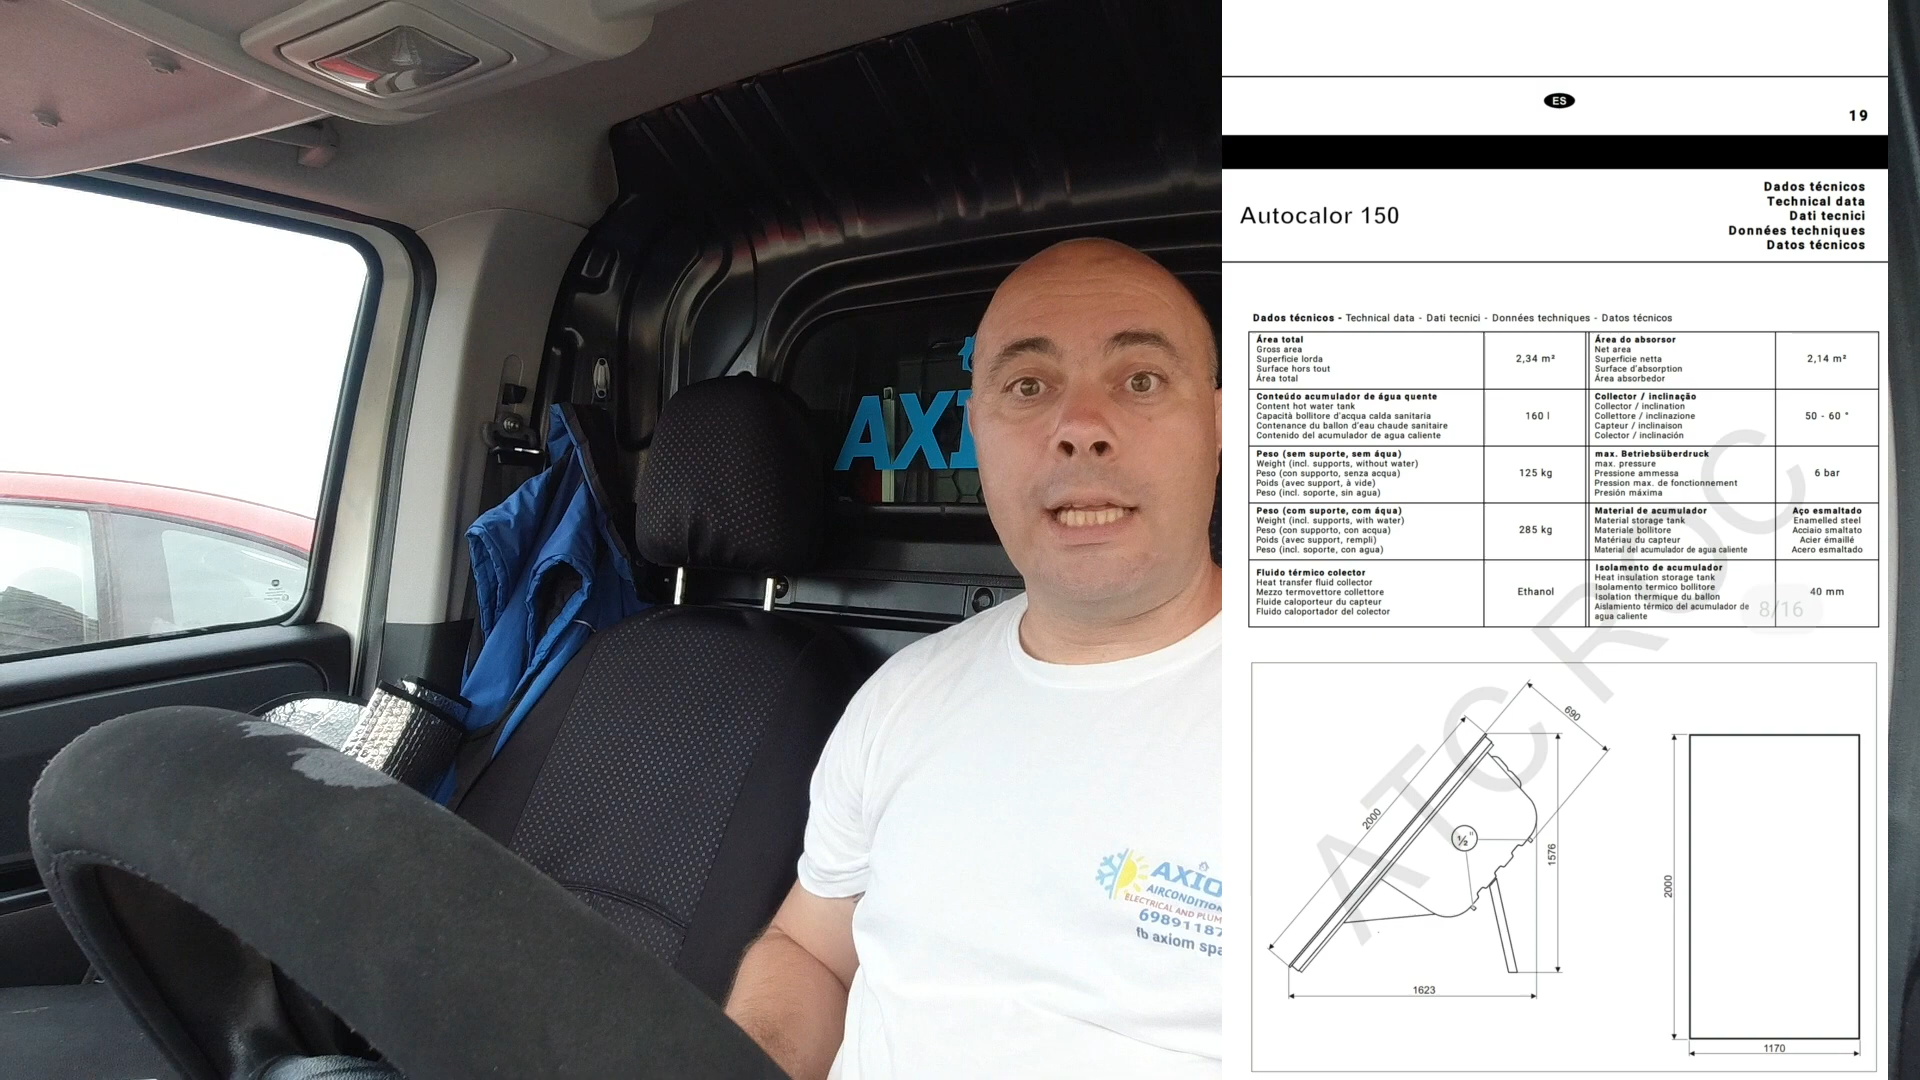 AXI
AXIO
AIRCONDITION
ELECTRICAL AND PLUM
69891187
fb axiom spa
ES
19
Autocalor 150
Dados técnicos
Technical data
Dati tecnici
Données techniques
Datos técnicos
Dados técnicos - Technical data - Dati tecnici - Données techniques - Datos técnicos
Área total
Gross area
Superficie lorda
Surface hors tout
Área total
2,34 m²
Área do absorsor
Net area
Superficie netta
Surface d'absorption
Área absorbedor
2,14 m²
Conteúdo acumulador de água quente
Content hot water tank
Capacità bollitore d'acqua calda sanitaria
Contenance du ballon d'eau chaude sanitaire
Contenido del acumulador de agua caliente
160 l
Collector / inclinação
Collector / inclination
Collettore / inclinazione
Capteur / inclinaison
Colector / inclinación
50 - 60 °
Peso (sem suporte, sem áqua)
Weight (incl. supports, without water)
Peso (con supporto, senza acqua)
Poids (avec support, à vide)
Peso (incl. soporte, sin agua)
125 kg
max. Betriebsüberdruck
max. pressure
Pressione ammessa
Pression max. de fonctionnement
Presión máxima
6 bar
Peso (com suporte, com áqua)
Weight (incl. supports, with water)
Peso (con supporto, con acqua)
Poids (avec support, rempli)
Peso (incl. soporte, con agua)
285 kg
Material de acumulador
Material storage tank
Materiale bollitore
Matériau du capteur
Material del acumulador de agua caliente
Aço esmaltado
Enamelled steel
Acciaio smaltato
Acier émaillé
Acero esmaltado
Fluido térmico colector
Heat transfer fluid collector
Mezzo termovettore collettore
Fluide caloporteur du capteur
Fluido caloportador del colector
Ethanol
Isolamento de acumulador
Heat insulation storage tank
Isolamento termico bollitore
Isolation thermique du ballon
Aislamiento térmico del acumulador de
agua caliente
40 mm
8/16
ATC ROC
690
2000
½"
1576
1623
2000
1170